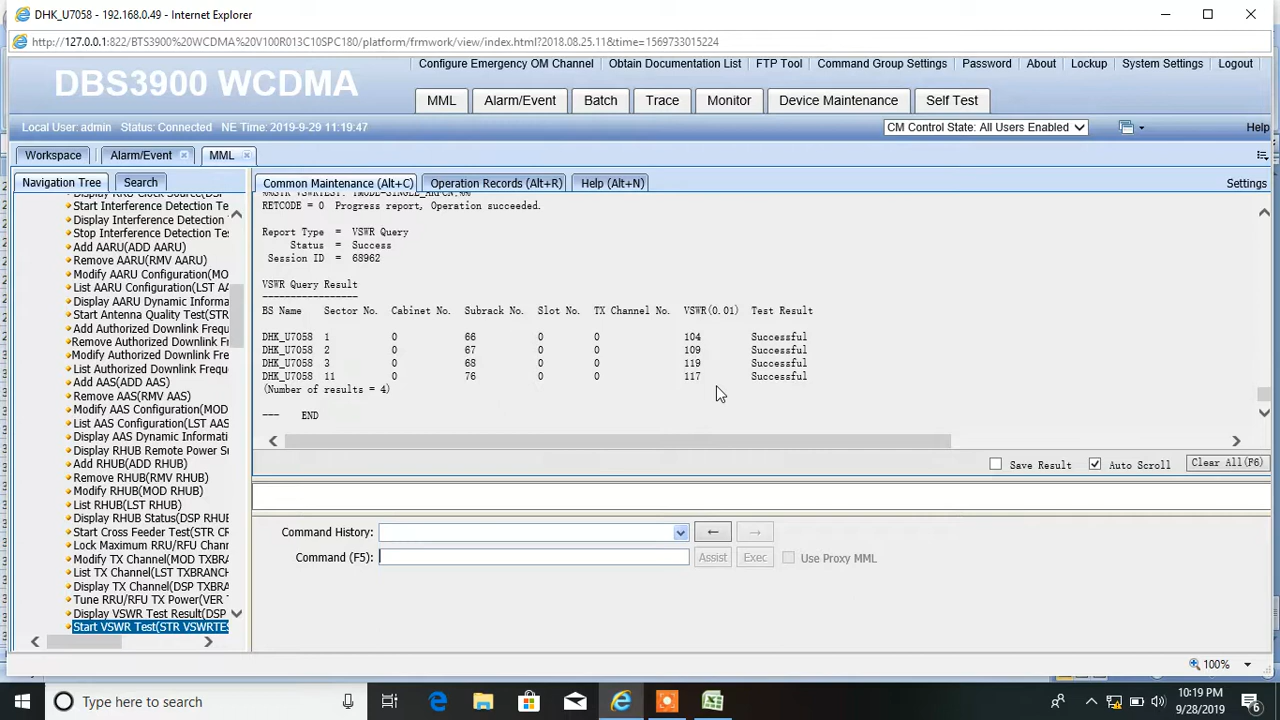 DHK_U7058 - 192.168.0.49 - Internet Explorer
http://127.0.0.1:822/BTS3900%20WCDMA%20V100R013C10SPC180/platform/frmwork/view/index.html?2018.08.25.11&time=1569733015224
Configure Emergency OM Channel Obtain Documentation List FTP Tool Command Group Settings Password About Lockup System Settings Logout
DBS3900 WCDMA
MML Alarm/Event Batch Trace Monitor Device Maintenance Self Test
Local User: admin Status: Connected NE Time: 2019-9-29 11:19:47 CM Control State: All Users Enabled Help
Workspace Alarm/Event MML
Navigation Tree Search
Common Maintenance (Alt+C) Operation Records (Alt+R) Help (Alt+N) Settings
Start Interference Detection Te
Display Interference Detection
Stop Interference Detection Te
Add AARU(ADD AARU)
Remove AARU(RMV AARU)
Modify AARU Configuration(MO
List AARU Configuration(LST AA
Display AARU Dynamic Informa
Start Antenna Quality Test(STR
Add Authorized Downlink Frequ
Remove Authorized Downlink F
Modify Authorized Downlink Fre
List Authorized Downlink Frequ
Add AAS(ADD AAS)
Remove AAS(RMV AAS)
Modify AAS Configuration(MOD
List AAS Configuration(LST AAS
Display AAS Dynamic Informati
Display RHUB Remote Power S
Add RHUB(ADD RHUB)
Remove RHUB(RMV RHUB)
Modify RHUB(MOD RHUB)
List RHUB(LST RHUB)
Display RHUB Status(DSP RHUB
Start Cross Feeder Test(STR CR
Lock Maximum RRU/RFU Chann
Modify TX Channel(MOD TXBRA
List TX Channel(LST TXBRANCH
Display TX Channel(DSP TXBRA
Tune RRU/RFU TX Power(VER T
Display VSWR Test Result(DSP
Start VSWR Test(STR VSWRTES
RETCODE = 0 Progress report, Operation succeeded.
Report Type = VSWR Query
Status = Success
Session ID = 68962
VSWR Query Result
-----------------
BS Name Sector No. Cabinet No. Subrack No. Slot No. TX Channel No. VSWR(0.01) Test Result
DHK_U7058 1 0 66 0 0 104 Successful
DHK_U7058 2 0 67 0 0 109 Successful
DHK_U7058 3 0 68 0 0 119 Successful
DHK_U7058 11 0 76 0 0 117 Successful
(Number of results = 4)
--- END
Save Result Auto Scroll Clear All(F6)
Command History:
Command (F5): Assist Exec Use Proxy MML
100%
Type here to search
10:19 PM
9/28/2019
6